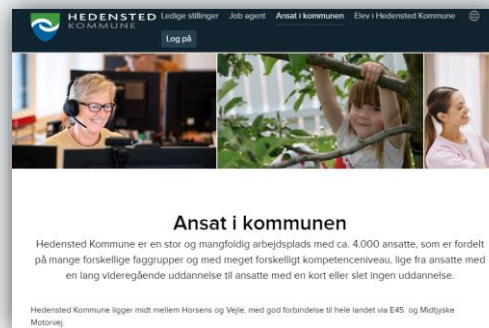 HEDENSTED
KOMMUNE
Ledige stillinger Job agent Ansat i kommunen Elev i Hedensted Kommune
Log på
Ansat i kommunen
Hedensted Kommune er en stor og mangfoldig arbejdsplads med ca. 4.000 ansatte, som er fordelt
på mange forskellige faggrupper og med meget forskelligt kompetenceniveau, lige fra ansatte med
en lang videregående uddannelse til ansatte med en kort eller slet ingen uddannelse.
Hedensted Kommune ligger midt mellem Horsens og Vejle, med god forbindelse til hele landet via E45 og Midtjyske
Motorvej.